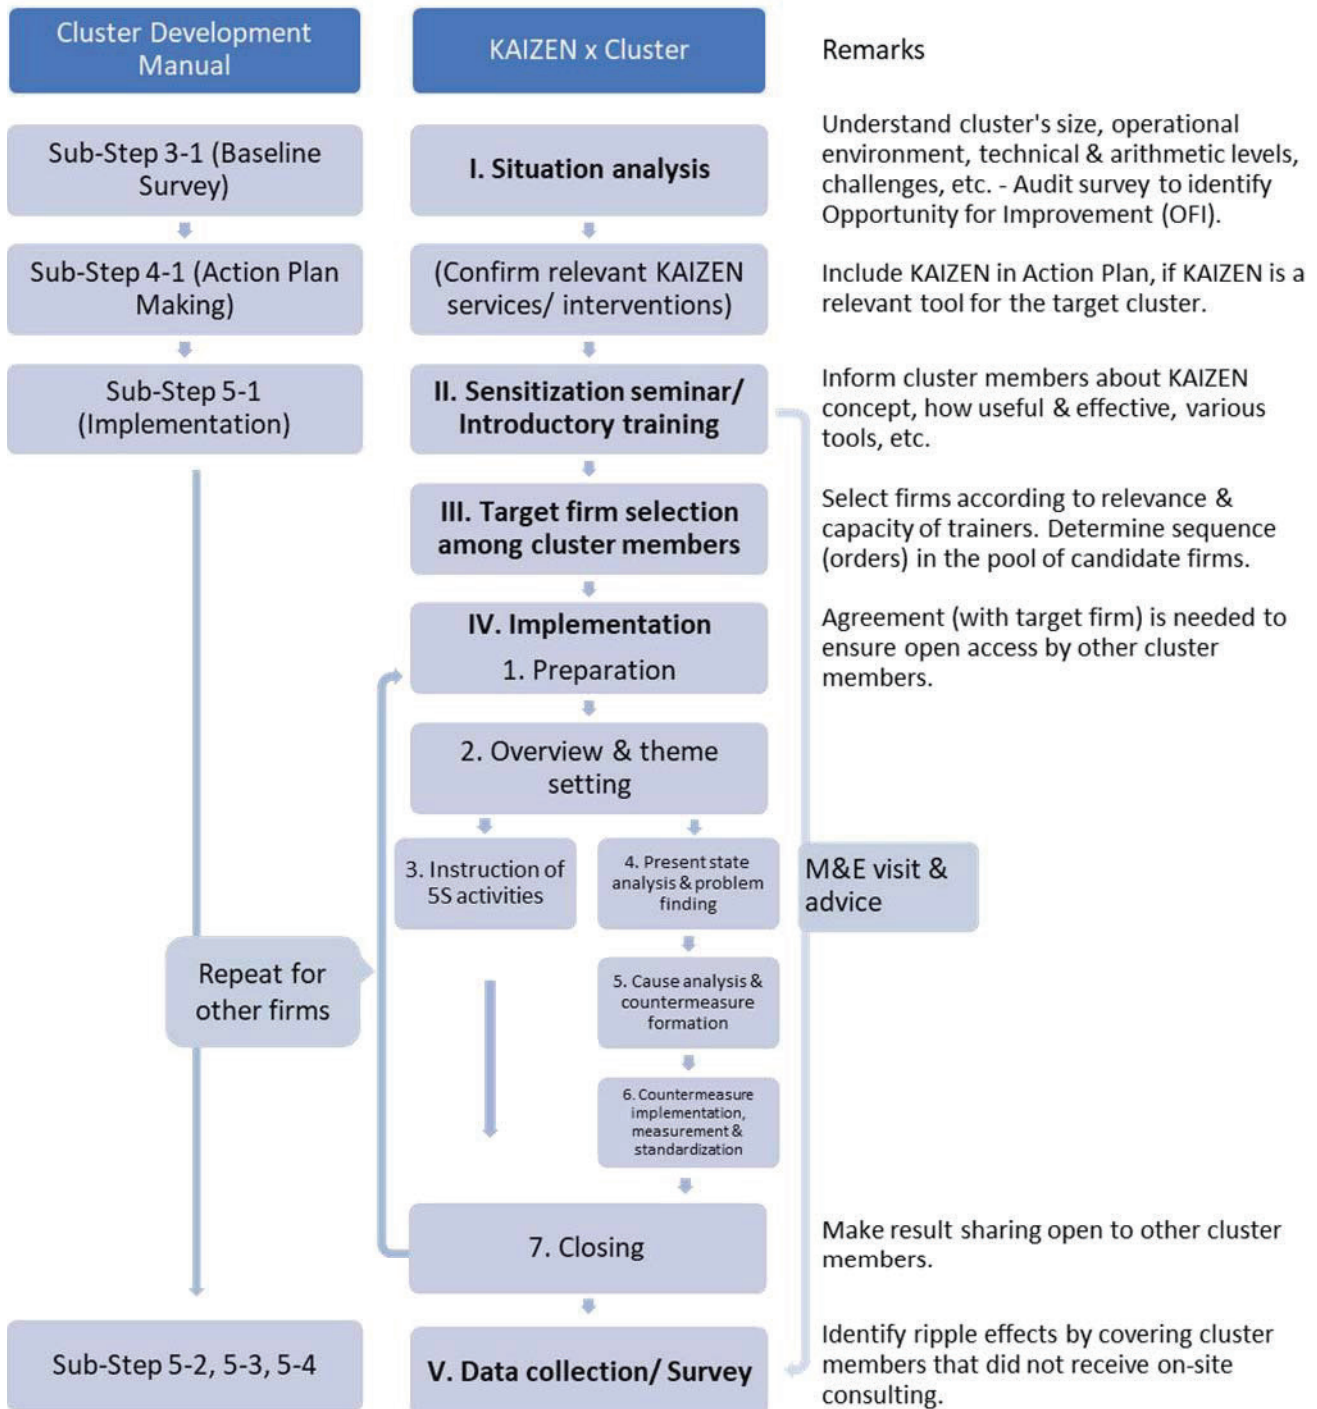 Cluster Development
Manual
KAIZEN x Cluster
Remarks
Sub-Step 3-1 (Baseline
Survey)
I. Situation analysis
Understand cluster's size, operational
environment, technical & arithmetic levels,
challenges, etc. - Audit survey to identify
Opportunity for Improvement (OFI).
Sub-Step 4-1 (Action Plan
Making)
(Confirm relevant KAIZEN
services/ interventions)
Include KAIZEN in Action Plan, if KAIZEN is a
relevant tool for the target cluster.
Sub-Step 5-1
(Implementation)
II. Sensitization seminar/
Introductory training
Inform cluster members about KAIZEN
concept, how useful & effective, various
tools, etc.
III. Target firm selection
among cluster members
Select firms according to relevance &
capacity of trainers. Determine sequence
(orders) in the pool of candidate firms.
IV. Implementation
1. Preparation
Agreement (with target firm) is needed to
ensure open access by other cluster
members.
2. Overview & theme
setting
3. Instruction of
5S activities
4. Present state
analysis & problem
finding
M&E visit &
advice
Repeat for
other firms
5. Cause analysis &
countermeasure
formation
6. Countermeasure
implementation,
measurement &
standardization
7. Closing
Make result sharing open to other cluster
members.
Sub-Step 5-2, 5-3, 5-4
V. Data collection/ Survey
Identify ripple effects by covering cluster
members that did not receive on-site
consulting.